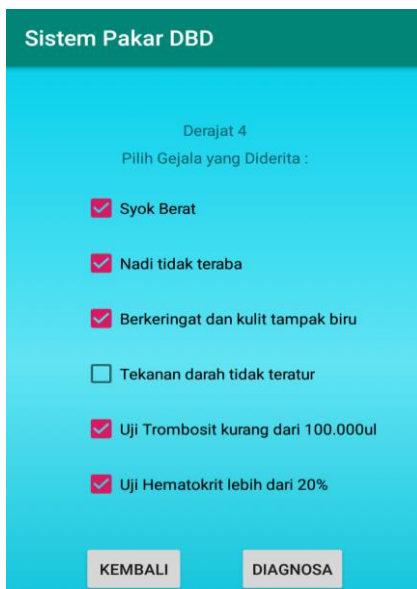 Sistem Pakar DBD
Derajat 4
Pilih Gejala yang Diderita :
Syok Berat
Nadi tidak teraba
Berkeringat dan kulit tampak biru
Tekanan darah tidak teratur
Uji Trombosit kurang dari 100.000ul
Uji Hematokrit lebih dari 20%
KEMBALI DIAGNOSA